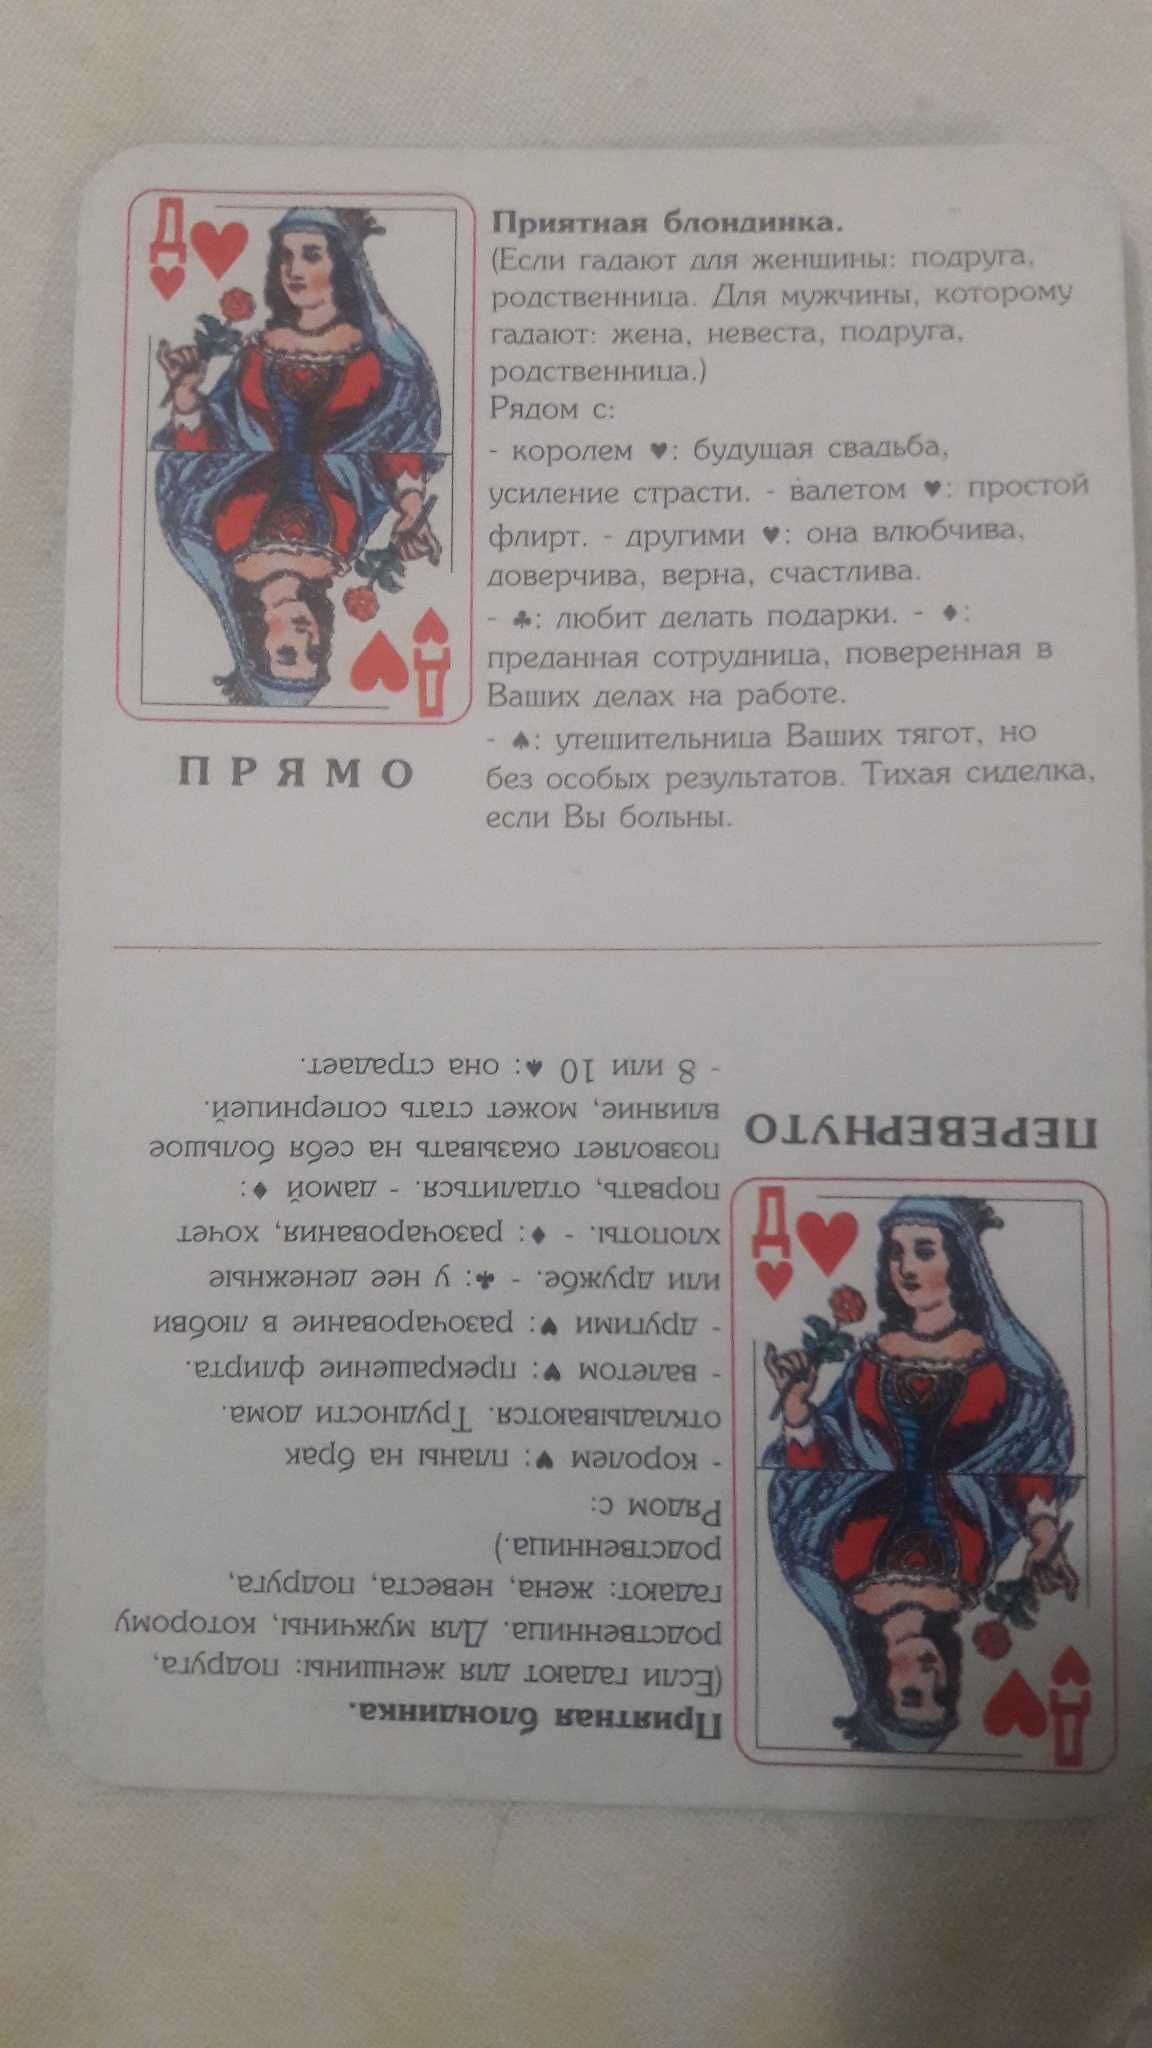 Д
Приятная блондинка.
(Если гадают для женщины: подруга,
родственница. Для мужчины, которому
гадают: жена, невеста, подруга,
родственница.)
Рядом с:
- королем ♥: будущая свадьба,
усиление страсти. - валетом ♥: простой
флирт. - другими ♥: она влюбчива,
доверчива, верна, счастлива.
- ♣: любит делать подарки. - ♦:
преданная сотрудница, поверенная в
Ваших делах на работе.
- ♠: утешительница Ваших тягот, но
без особых результатов. Тихая сиделка,
если Вы больны.
Д
ПРЯМО
Д
Приятная блондинка.
(Если гадают для женщины: подруга,
родственница. Для мужчины, которому
гадают: жена, невеста, подруга,
родственница.)
Рядом с:
- королем ♥: планы на брак
откладываются. Трудности дома.
- валетом ♥: прекращение флирта.
- другими ♥: разочарование в любви
или дружбе. - ♣: у нее денежные
хлопоты. - ♦: разочарования, хочет
порвать, отдалиться. - дамой ♦:
позволяет оказывать на себя большое
влияние, может стать соперницей.
- 8 или 10 ♠: она страдает.
Д
ПЕРЕВЕРНУТО